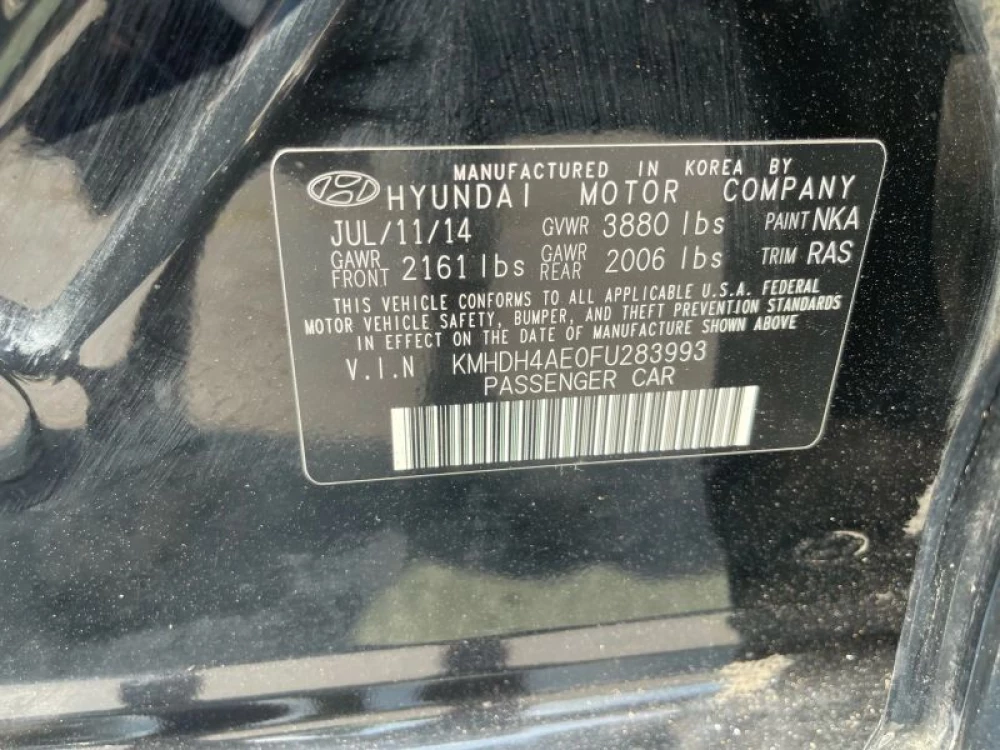 MANUFACTURED IN KOREA BY
HYUNDAI MOTOR COMPANY
JUL/11/14 GVWR 3880 lbs PAINT NKA
GAWR FRONT 2161 lbs GAWR REAR 2006 lbs TRIM RAS
THIS VEHICLE CONFORMS TO ALL APPLICABLE U.S.A. FEDERAL
MOTOR VEHICLE SAFETY, BUMPER, AND THEFT PREVENTION STANDARDS
IN EFFECT ON THE DATE OF MANUFACTURE SHOWN ABOVE
V.I.N KMHDH4AE0FU283993
PASSENGER CAR